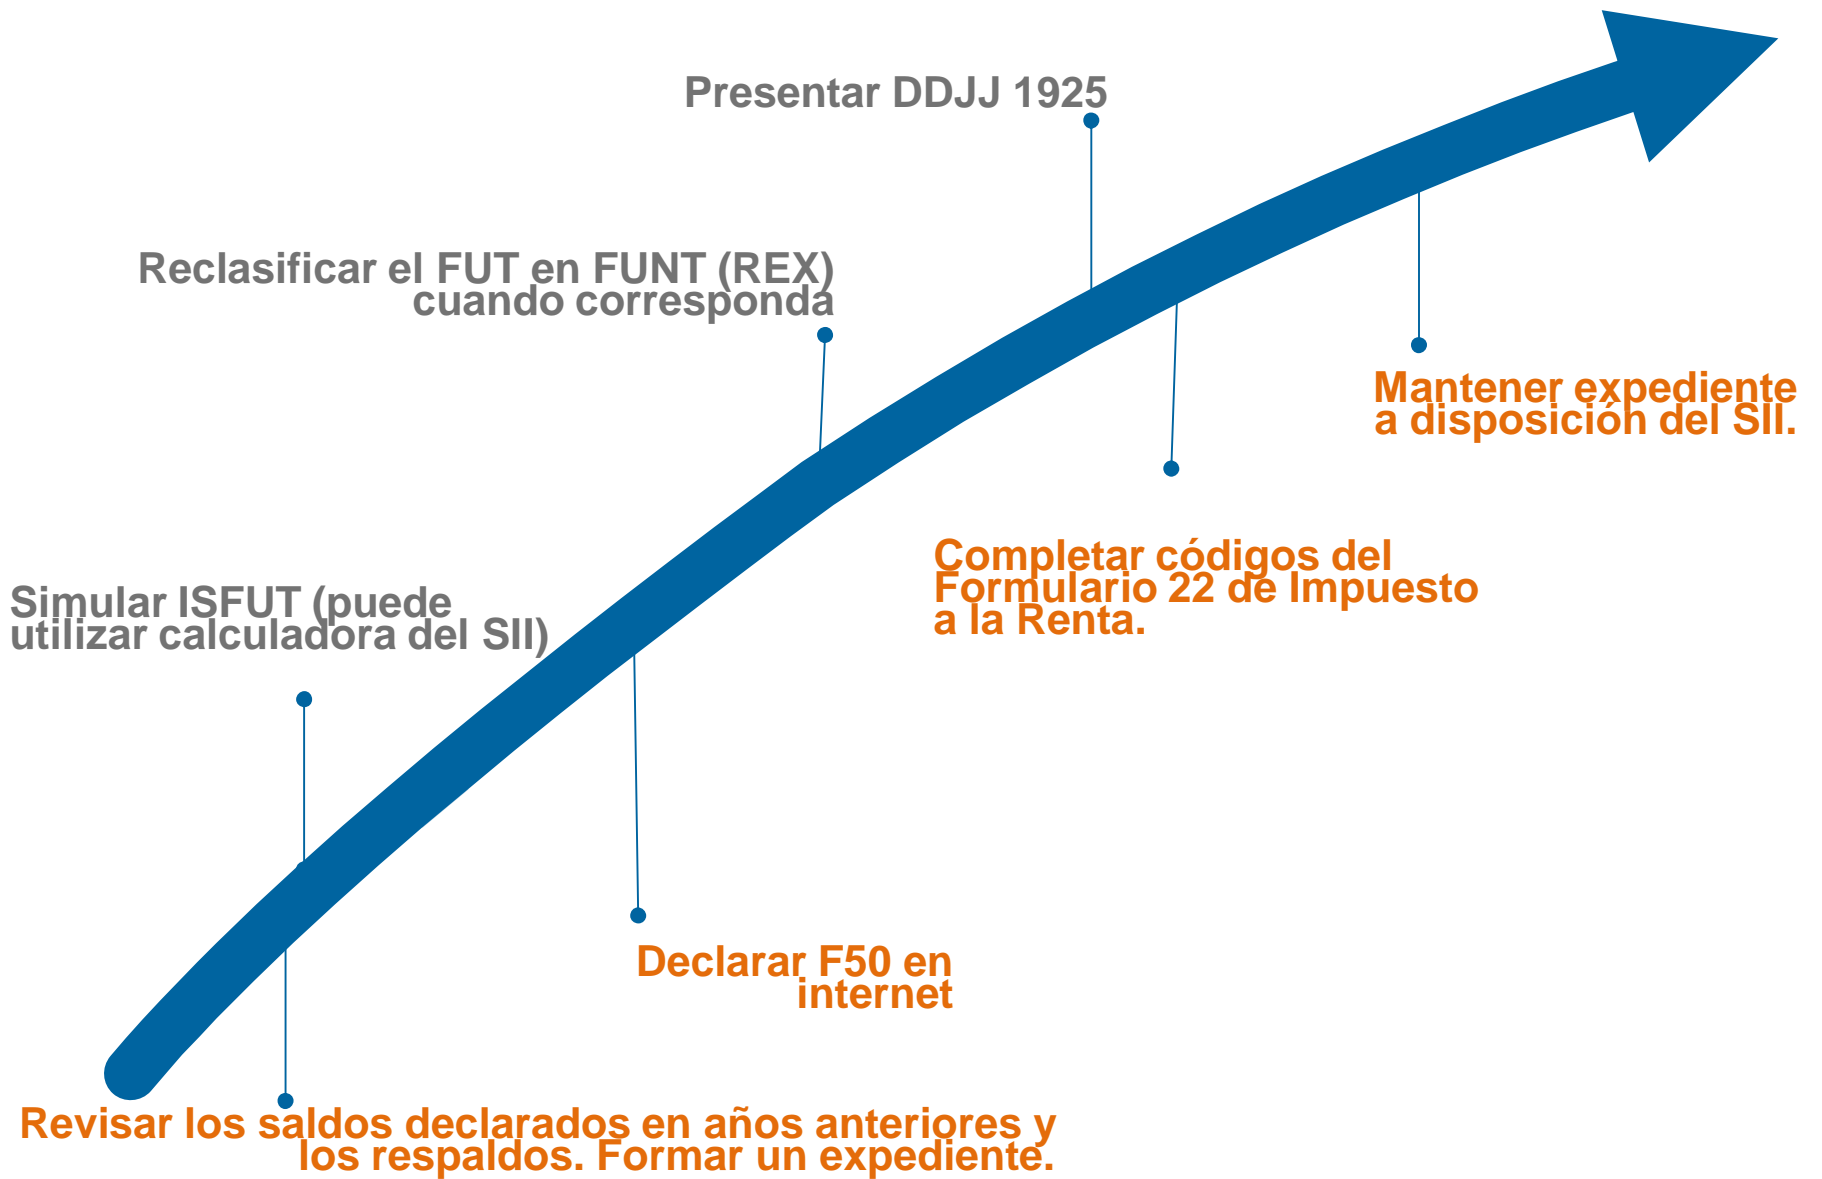 Presentar DDJJ 1925
Reclasificar el FUT en FUNT (REX)
cuando corresponda
Mantener expediente
a disposición del SII.
Completar códigos del
Formulario 22 de Impuesto
a la Renta.
Simular ISFUT (puede
utilizar calculadora del SII)
Declarar F50 en
internet
Revisar los saldos declarados en años anteriores y
los respaldos. Formar un expediente.